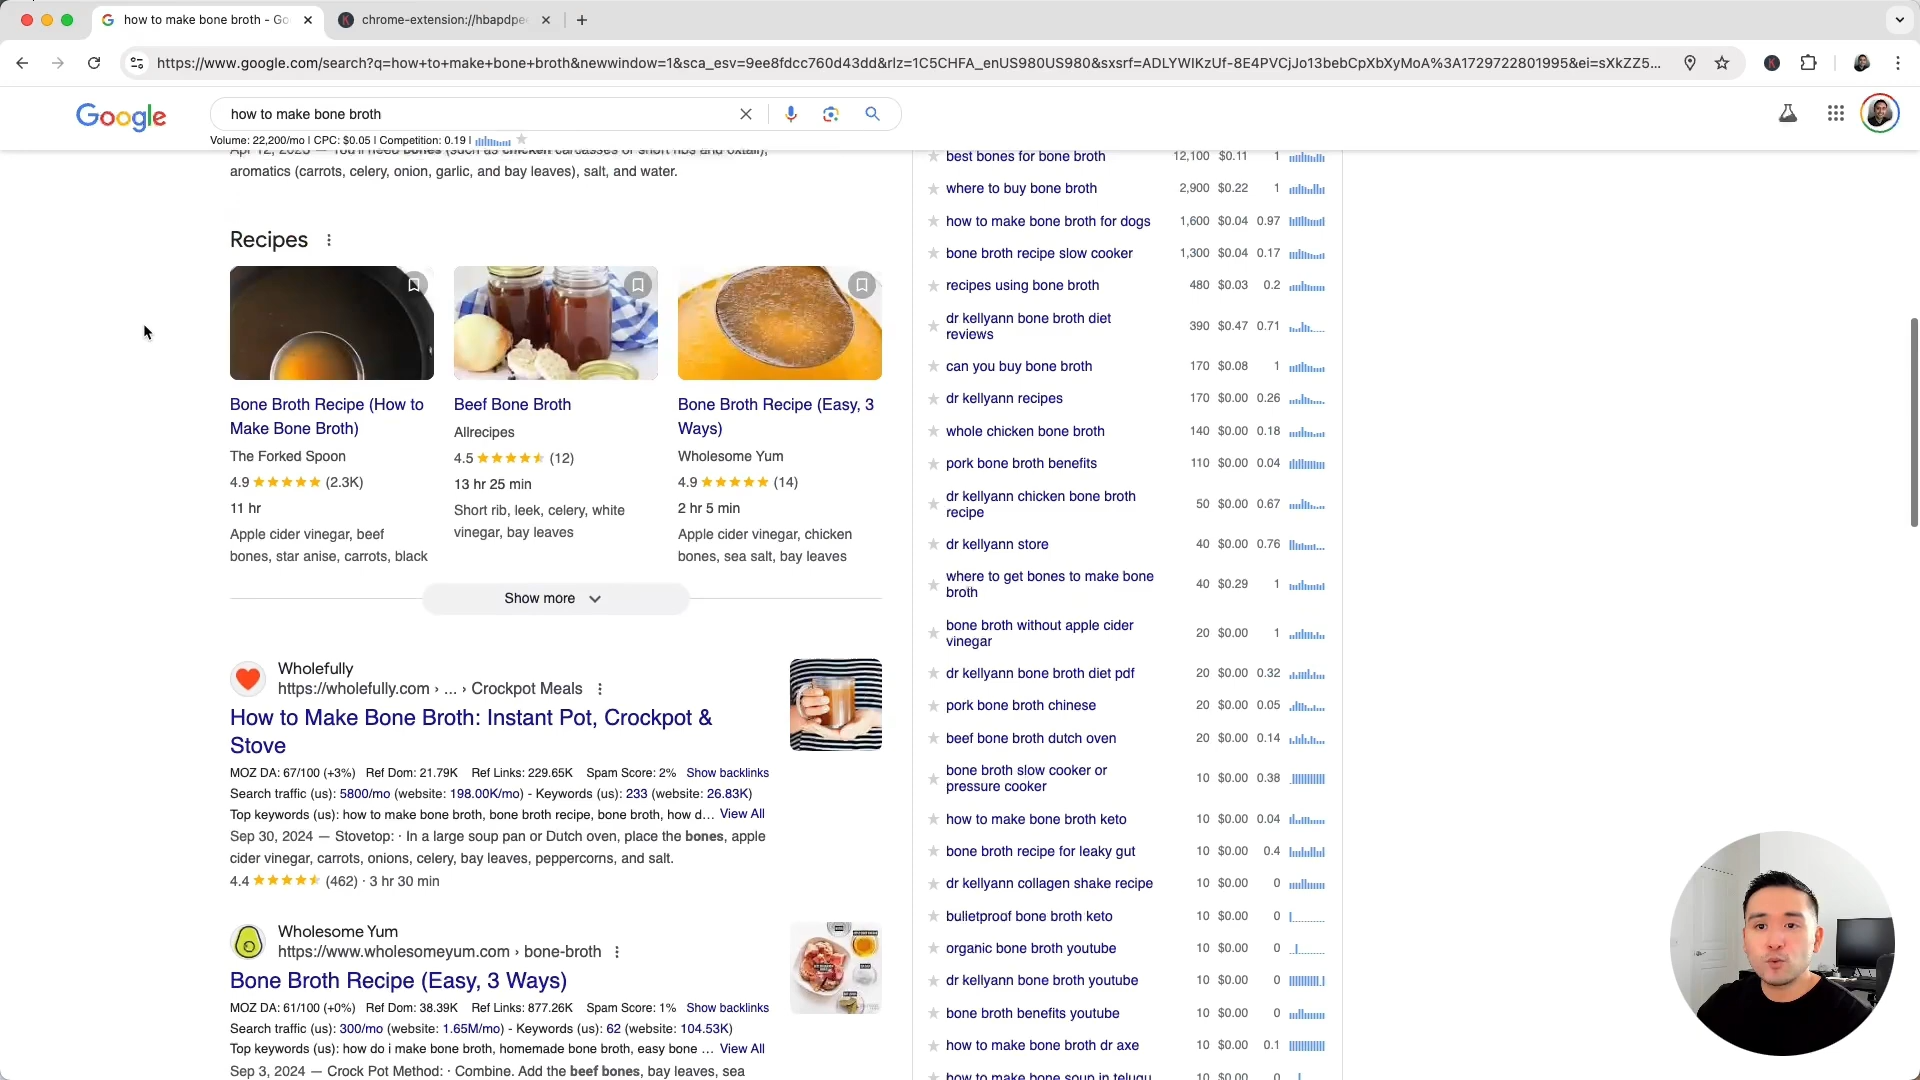 how to make bone broth - Go
chrome-extension://hbapdpe
https://www.google.com/search?q=how+to+make+bone+broth&newwindow=1&sca_esv=9ee8fdcc760d43dd&rlz=1C5CHFA_enUS980US980&sxsrf=ADLYWIKzUf-8E4PVCjJo13bebCpXbXyMoA%3A1729722801995&ei=sXkZZ5...
Google
how to make bone broth
Volume: 22,200/mo | CPC: $0.05 | Competition: 0.19 |
Apr 12, 2023 — You'll need bones (such as chicken carcasses or short ribs and oxtail),
aromatics (carrots, celery, onion, garlic, and bay leaves), salt, and water.
Recipes
Bone Broth Recipe (How to
Make Bone Broth)
The Forked Spoon
4.9 (2.3K)
11 hr
Apple cider vinegar, beef
bones, star anise, carrots, black
Beef Bone Broth
Allrecipes
4.5 (12)
13 hr 25 min
Short rib, leek, celery, white
vinegar, bay leaves
Bone Broth Recipe (Easy, 3
Ways)
Wholesome Yum
4.9 (14)
2 hr 5 min
Apple cider vinegar, chicken
bones, sea salt, bay leaves
Show more
Wholefully
https://wholefully.com › ... › Crockpot Meals
How to Make Bone Broth: Instant Pot, Crockpot &
Stove
MOZ DA: 67/100 (+3%) Ref Dom: 21.79K Ref Links: 229.65K Spam Score: 2% Show backlinks
Search traffic (us): 5800/mo (website: 198.00K/mo) - Keywords (us): 233 (website: 26.83K)
Top keywords (us): how to make bone broth, bone broth recipe, bone broth, how d... View All
Sep 30, 2024 — Stovetop: · In a large soup pan or Dutch oven, place the bones, apple
cider vinegar, carrots, onions, celery, bay leaves, peppercorns, and salt.
4.4 (462) · 3 hr 30 min
Wholesome Yum
https://www.wholesomeyum.com › bone-broth
Bone Broth Recipe (Easy, 3 Ways)
MOZ DA: 61/100 (+0%) Ref Dom: 38.39K Ref Links: 877.26K Spam Score: 1% Show backlinks
Search traffic (us): 300/mo (website: 1.65M/mo) - Keywords (us): 62 (website: 104.53K)
Top keywords (us): how do i make bone broth, homemade bone broth, easy bone ... View All
Sep 3, 2024 — Crock Pot Method: · Combine. Add the beef bones, bay leaves, sea
best bones for bone broth 12,100 $0.11 1
where to buy bone broth 2,900 $0.22 1
how to make bone broth for dogs 1,600 $0.04 0.97
bone broth recipe slow cooker 1,300 $0.04 0.17
recipes using bone broth 480 $0.03 0.2
dr kellyann bone broth diet
reviews 390 $0.47 0.71
can you buy bone broth 170 $0.08 1
dr kellyann recipes 170 $0.00 0.26
whole chicken bone broth 140 $0.00 0.18
pork bone broth benefits 110 $0.00 0.04
dr kellyann chicken bone broth
recipe 50 $0.00 0.67
dr kellyann store 40 $0.00 0.76
where to get bones to make bone
broth 40 $0.29 1
bone broth without apple cider
vinegar 20 $0.00 1
dr kellyann bone broth diet pdf 20 $0.00 0.32
pork bone broth chinese 20 $0.00 0.05
beef bone broth dutch oven 20 $0.00 0.14
bone broth slow cooker or
pressure cooker 10 $0.00 0.38
how to make bone broth keto 10 $0.00 0.04
bone broth recipe for leaky gut 10 $0.00 0.4
dr kellyann collagen shake recipe 10 $0.00 0
bulletproof bone broth keto 10 $0.00 0
organic bone broth youtube 10 $0.00 0
dr kellyann bone broth youtube 10 $0.00 0
bone broth benefits youtube 10 $0.00 0
how to make bone broth dr axe 10 $0.00 0.1
how to make bone soup in telugu 10 $0.00 0